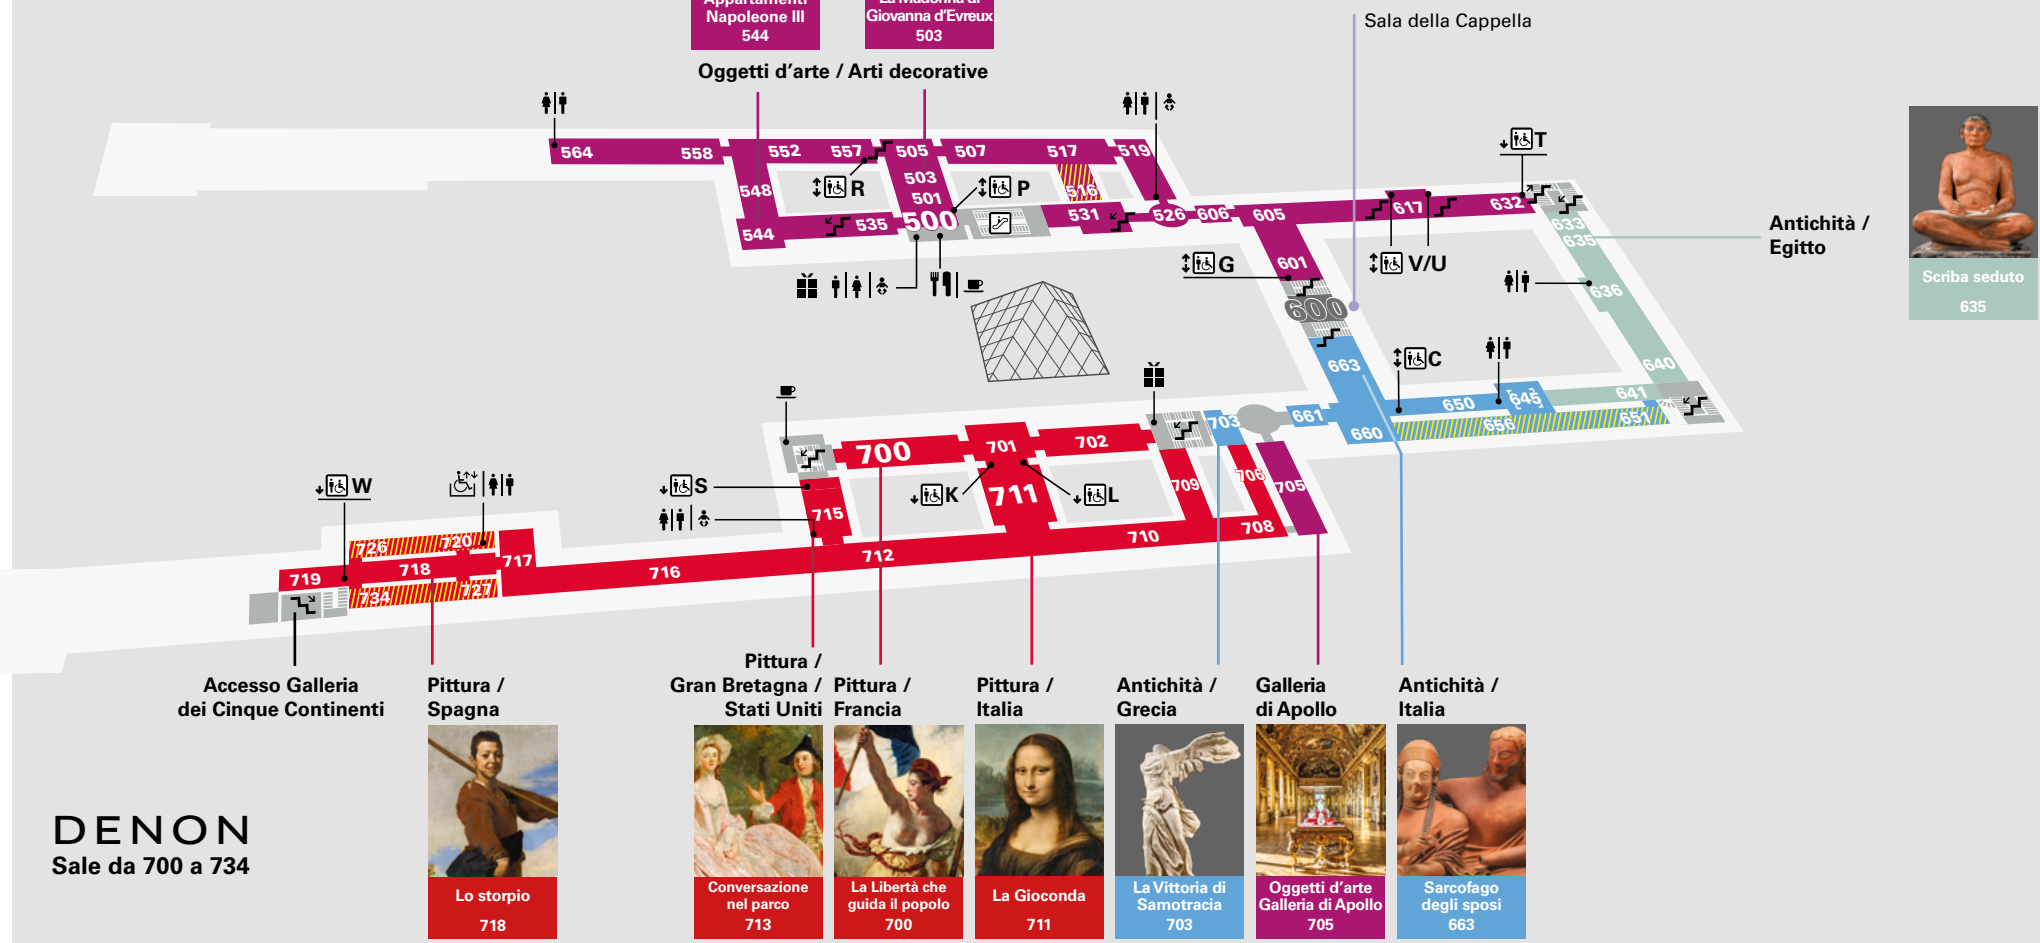 Appartamenti
Napoleone III
544
La Madonna di
Giovanna d'Evreux
503
Sala della Cappella
Oggetti d'arte / Arti decorative
564
558
552
557
505
507
517
519
548
R
503
501
P
516
544
535
500
531
526
606
605
617
632
T
633
635
636
640
641
601
G
V/U
600
663
C
650
645
651
656
660
661
Antichità /
Egitto
Scriba seduto
635
700
701
702
703
705
706
708
709
710
711
K
L
S
715
712
716
717
W
726
720
718
719
734
727
Accesso Galleria
dei Cinque Continenti
Pittura /
Spagna
Lo storpio
718
Pittura /
Gran Bretagna /
Stati Uniti
Conversazione
nel parco
713
Pittura /
Francia
La Libertà che
guida il popolo
700
Pittura /
Italia
La Gioconda
711
Antichità /
Grecia
La Vittoria di
Samotracia
703
Galleria
di Apollo
Oggetti d'arte
Galleria di Apollo
705
Antichità /
Italia
Sarcofago
degli sposi
663
DENON
Sale da 700 a 734